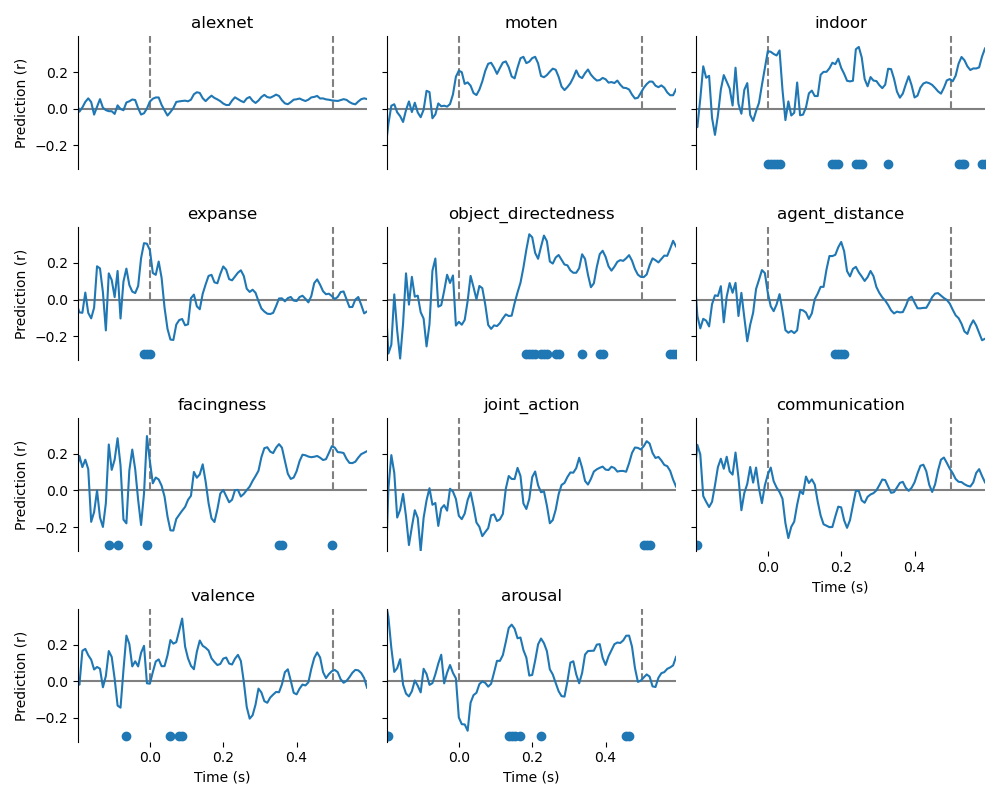 alexnet moten indoor
Prediction (r)
0.2
0.0
−0.2
expanse object_directedness agent_distance
Prediction (r)
0.2
0.0
−0.2
facingness joint_action communication
Prediction (r)
0.2
0.0
−0.2
0.0 0.2 0.4
Time (s)
valence arousal
Prediction (r)
0.2
0.0
−0.2
0.0 0.2 0.4 0.0 0.2 0.4
Time (s) Time (s)